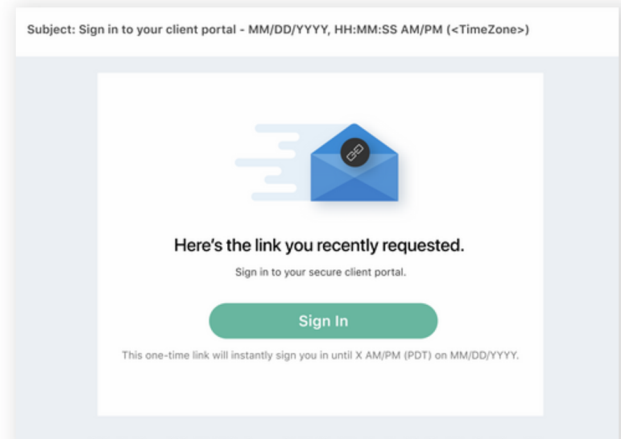 Subject: Sign in to your client portal - MM/DD/YYYY, HH:MM:SS AM/PM (<TimeZone>)
Here's the link you recently requested.
Sign in to your secure client portal.
Sign In
This one-time link will instantly sign you in until X AM/PM (PDT) on MM/DD/YYYY.